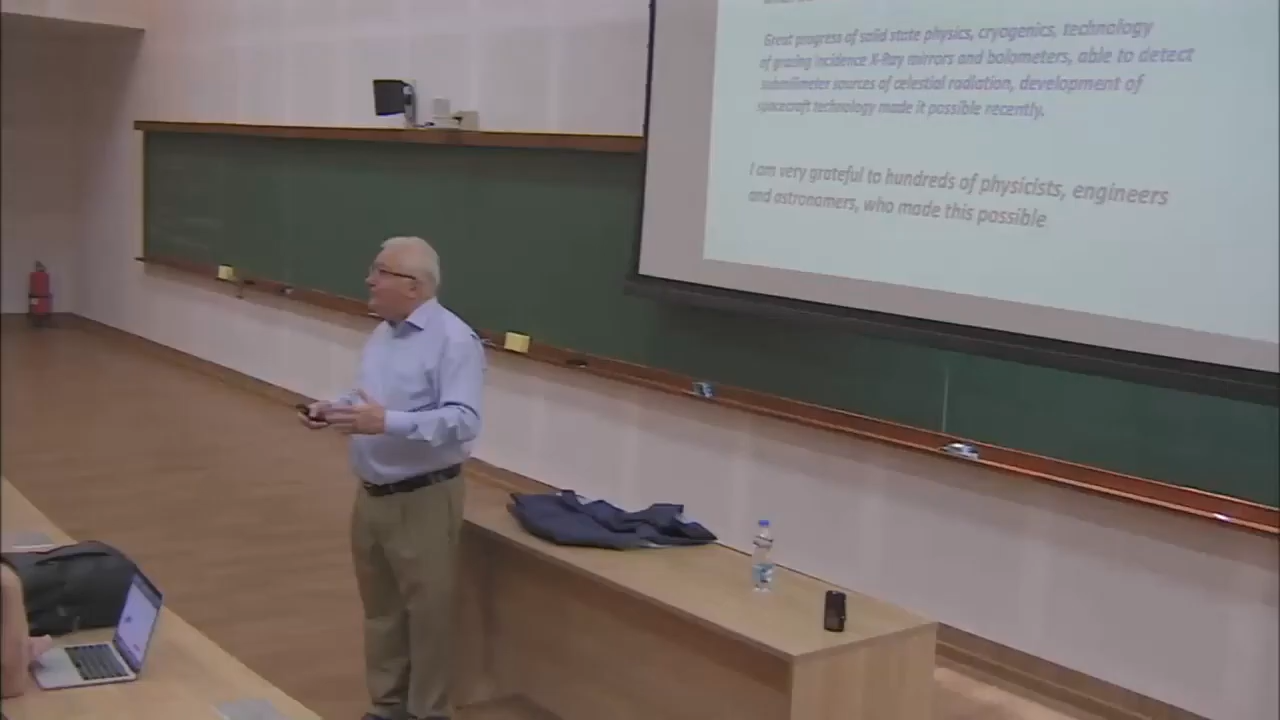 Great progress of solid state physics, cryogenics, technology
of grazing incidence X-Ray mirrors and bolometers, able to detect
submilimeter sources of celestial radiation, development of
spacecraft technology made it possible recently.
I am very grateful to hundreds of physicists, engineers
and astronomers, who made this possible